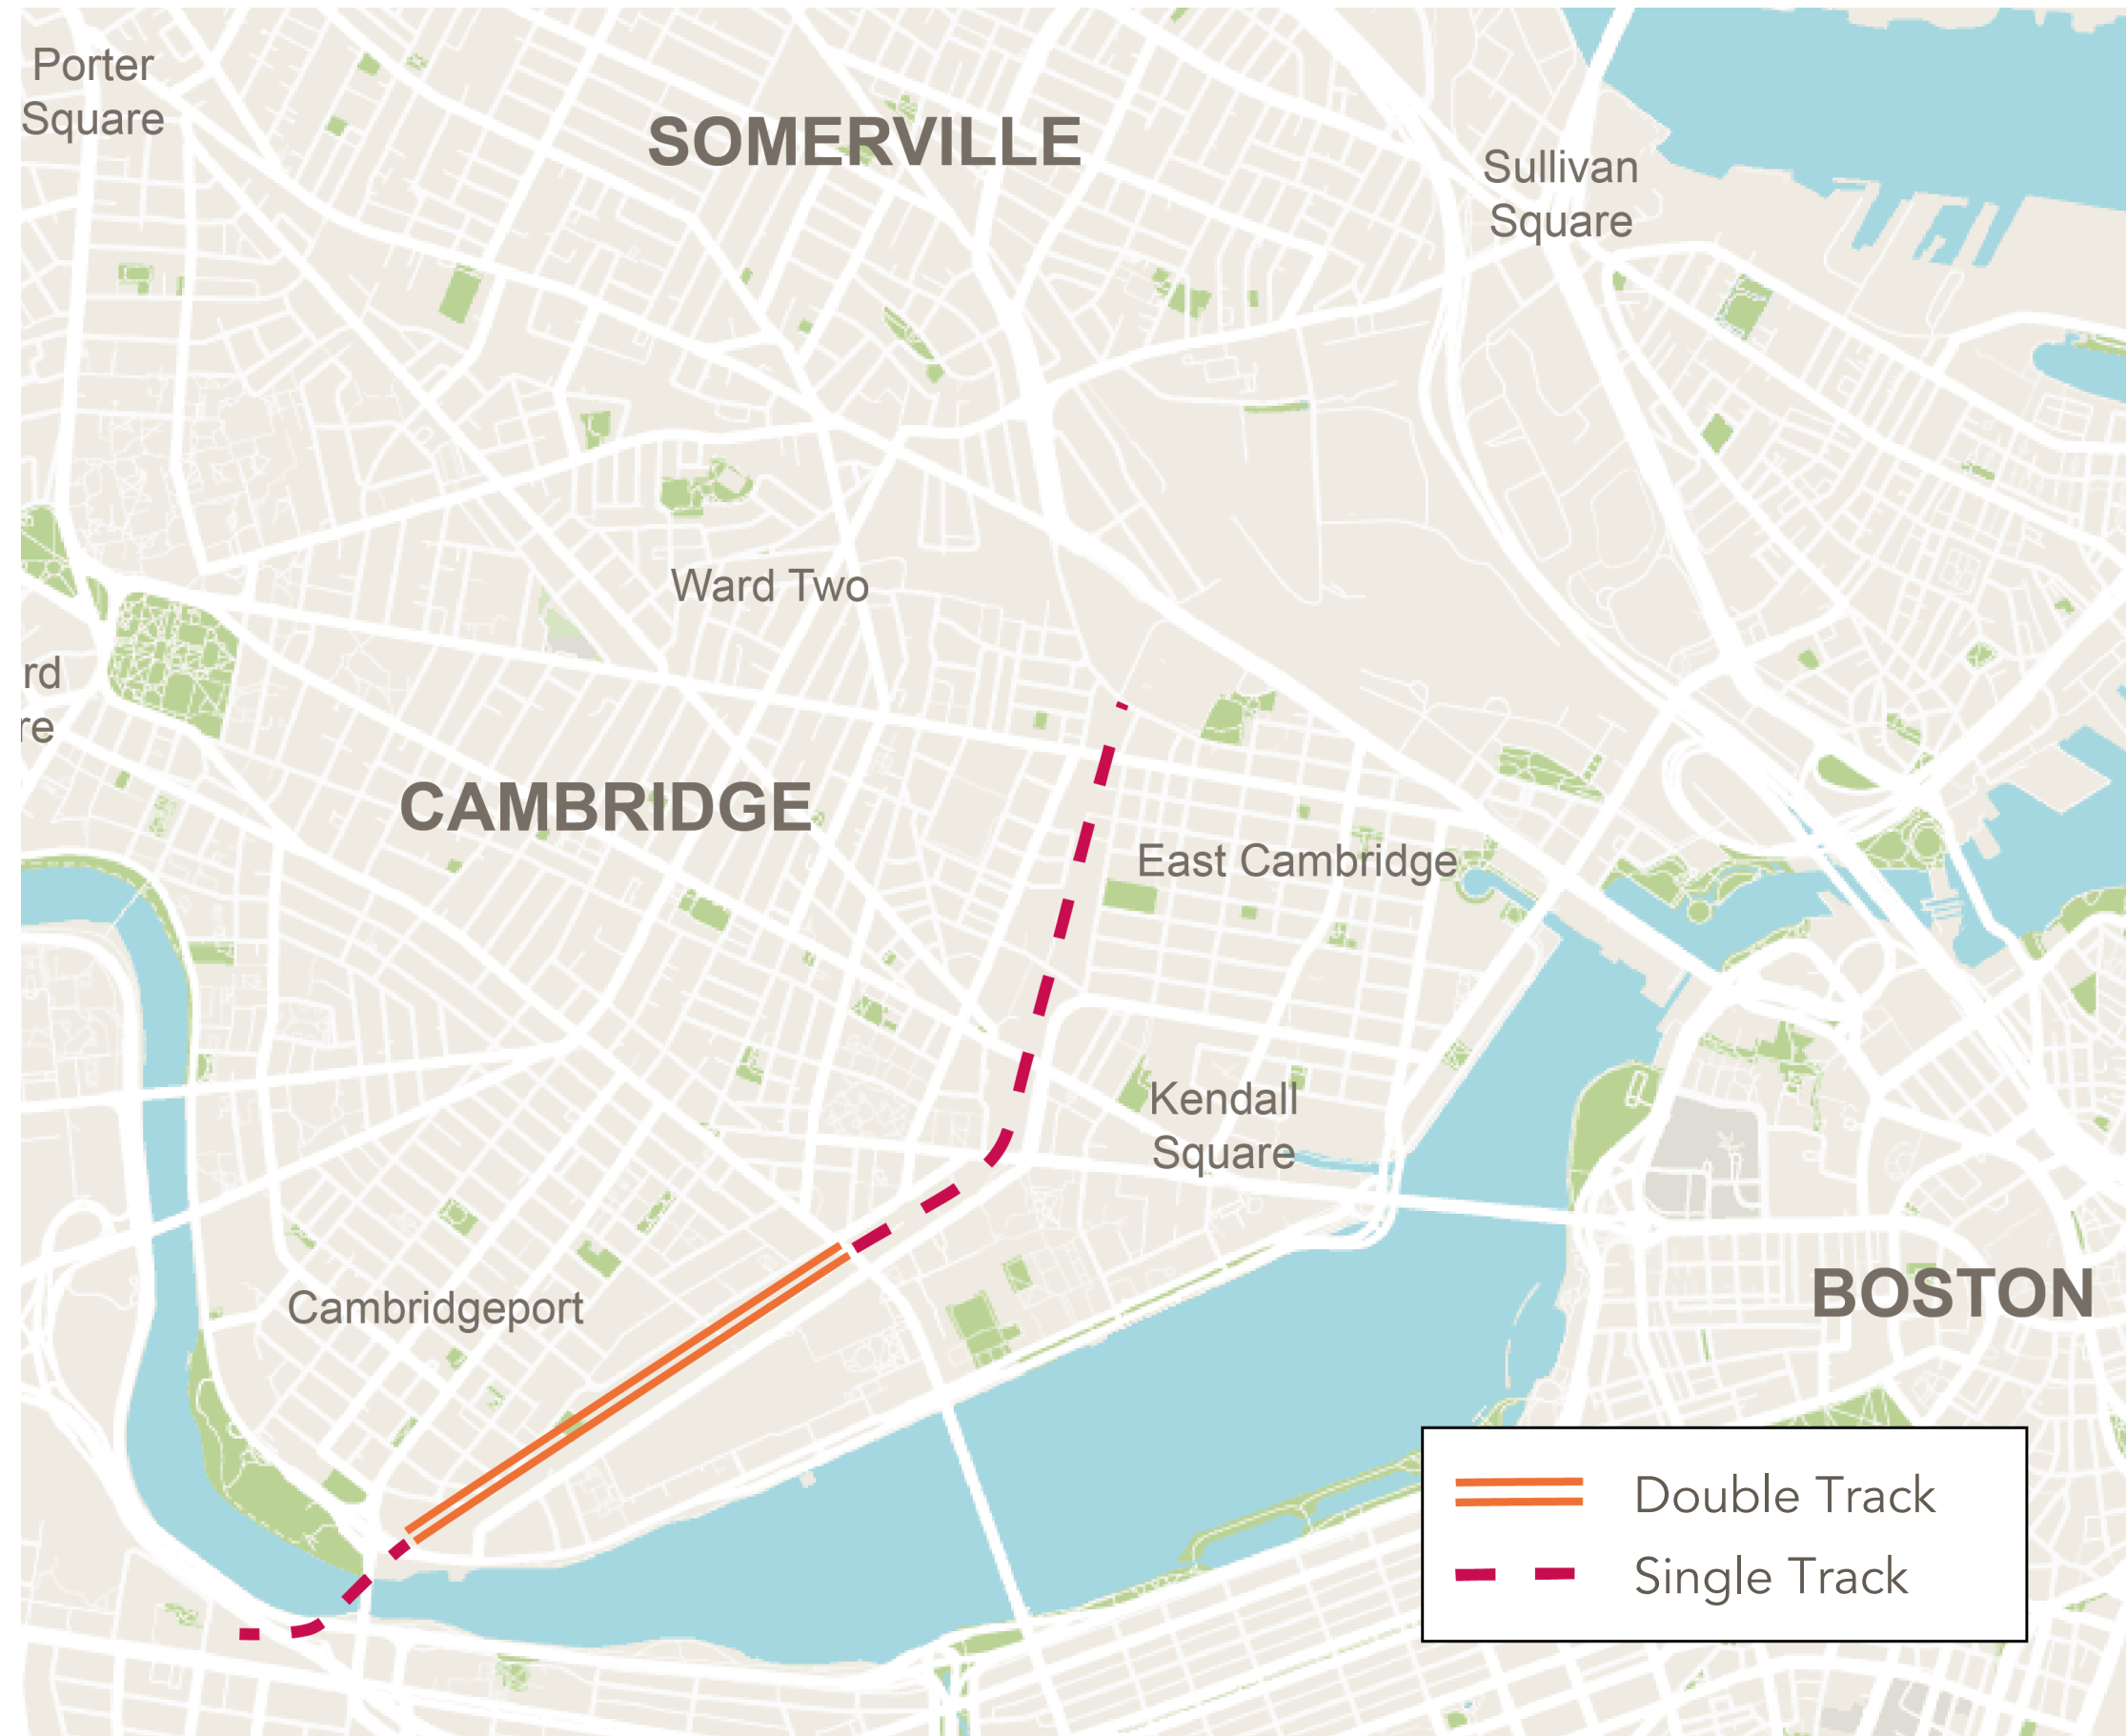 Porter
Square
SOMERVILLE
Sullivan
Square
Ward Two
rd
re
CAMBRIDGE
East Cambridge
Kendall
Square
Cambridgeport
BOSTON
Double Track
Single Track